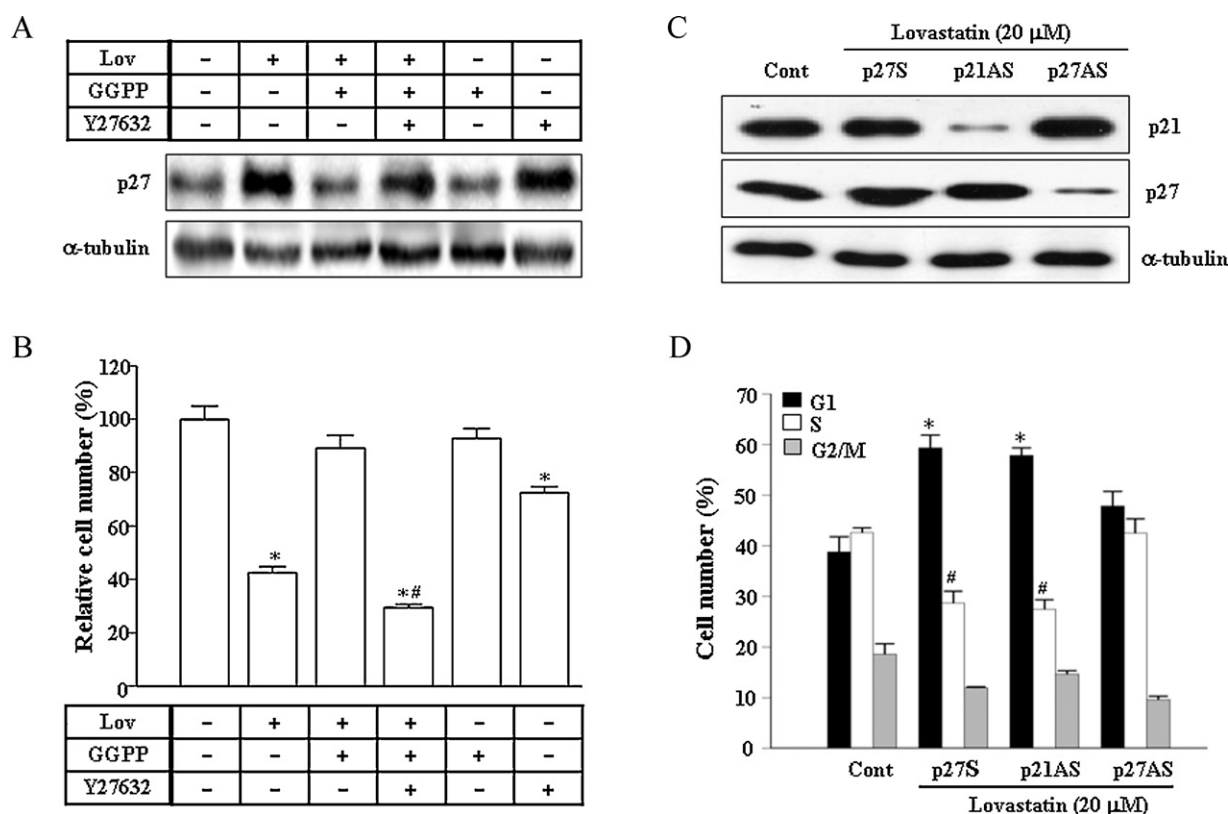 A
Lov - + + + - -
GGPP - - + + + -
Y27632 - - - + - +
p27
α-tubulin
C
Lovastatin (20 µM)
Cont p27S p21AS p27AS
p21
p27
α-tubulin
B
Relative cell number (%)
120
100
80
60
40
20
0
*
*#
*
Lov - + + + - -
GGPP - - + + + -
Y27632 - - - + - +
D
Cell number (%)
70
60
50
40
30
20
10
0
G1
S
G2/M
* *
# #
Cont p27S p21AS p27AS
Lovastatin (20 µM)